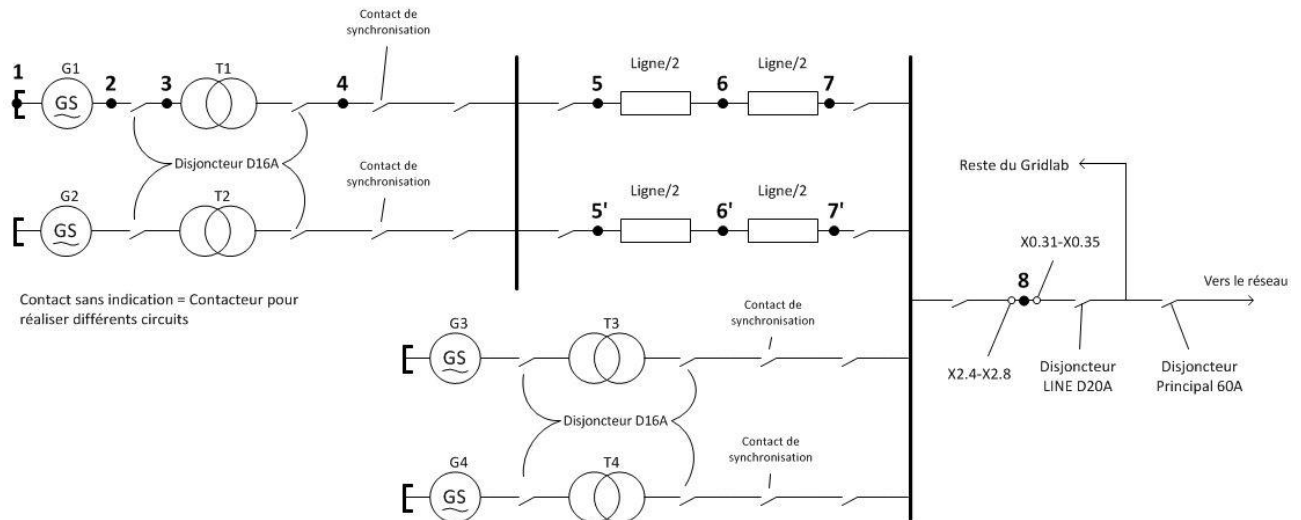 Contact de
synchronisation
1
G1
2
3
T1
4
5
Ligne/2
6
Ligne/2
7
GS
Disjoncteur D16A
Contact de
synchronisation
Reste du Gridlab
G2
T2
5'
Ligne/2
6'
Ligne/2
7'
GS
X0.31-X0.35
8
Vers le réseau
Contact sans indication = Contacteur pour
réaliser différents circuits
Contact de
synchronisation
G3
T3
GS
X2.4-X2.8
Disjoncteur
LINE D20A
Disjoncteur
Principal 60A
Disjoncteur D16A
Contact de
synchronisation
G4
T4
GS